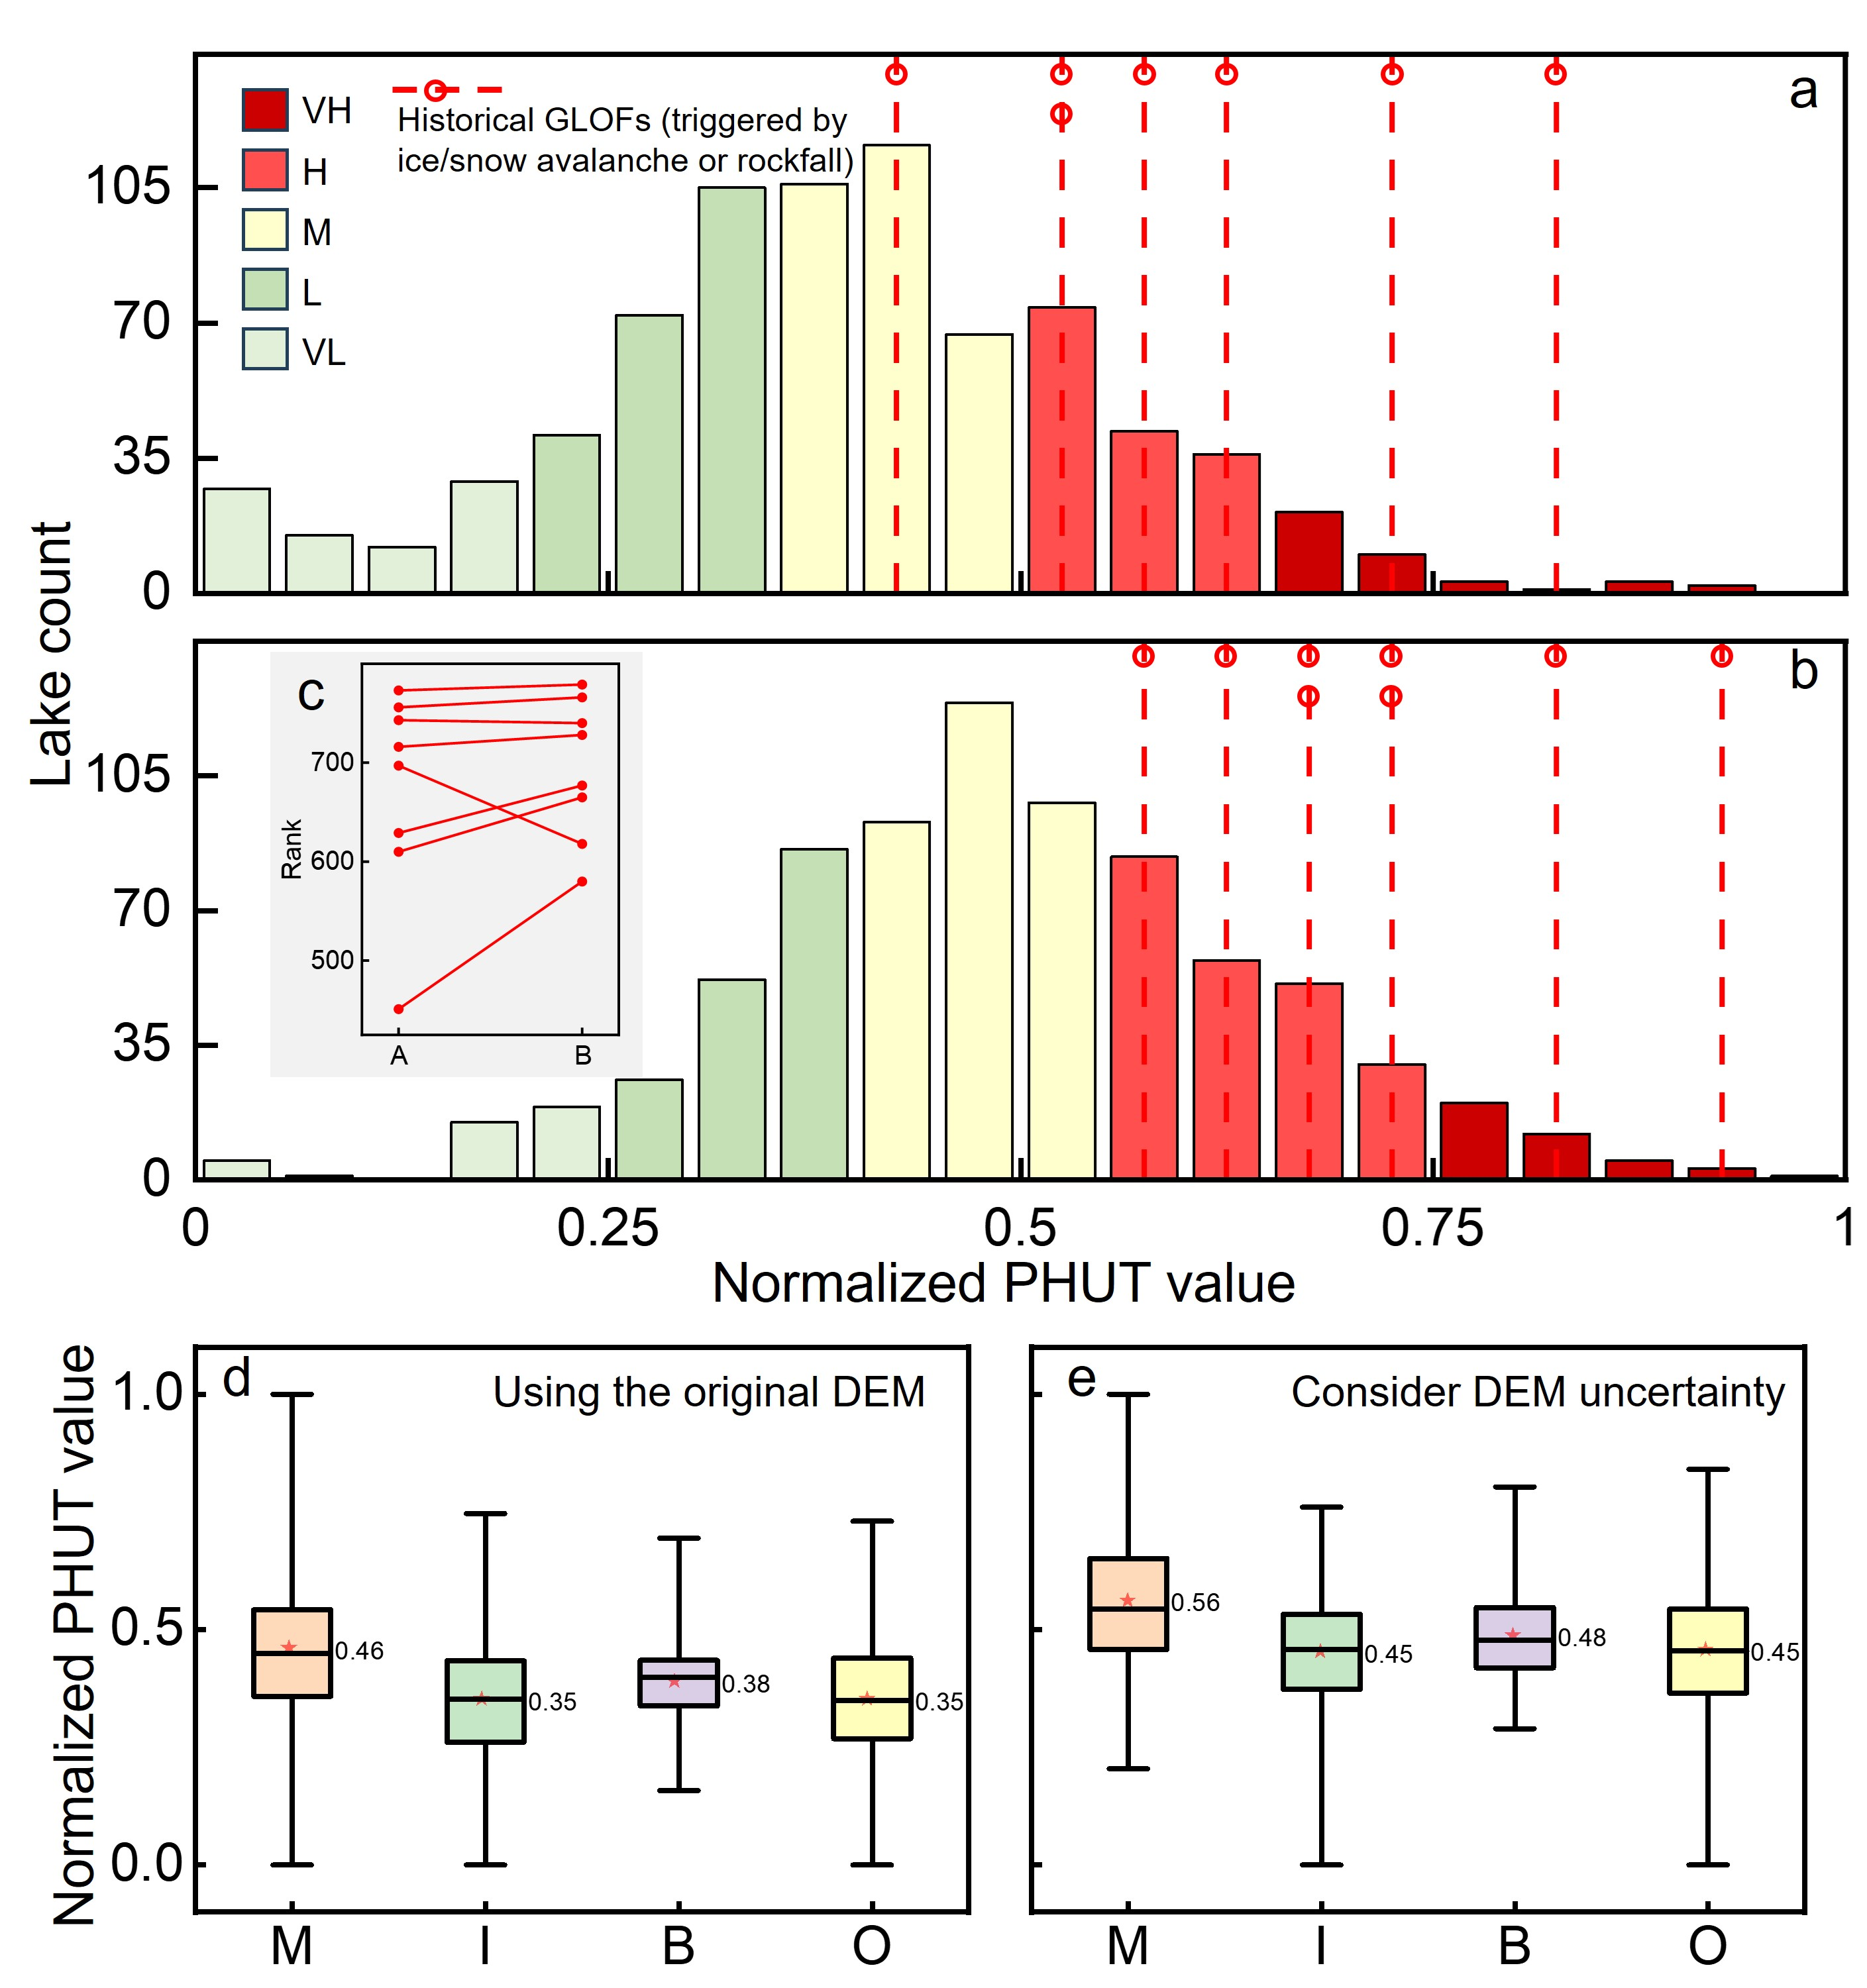 a
VH
H
M
L
VL
Historical GLOFs (triggered by
ice/snow avalanche or rockfall)
105
70
35
0
Lake count
b
105
70
35
0
c
700
600
500
Rank
A
B
0
0.25
0.5
0.75
1
Normalized PHUT value
d
Using the original DEM
1.0
0.5
0.0
Normalized PHUT value
0.46
0.35
0.38
0.35
M
I
B
O
e
Consider DEM uncertainty
0.56
0.45
0.48
0.45
M
I
B
O